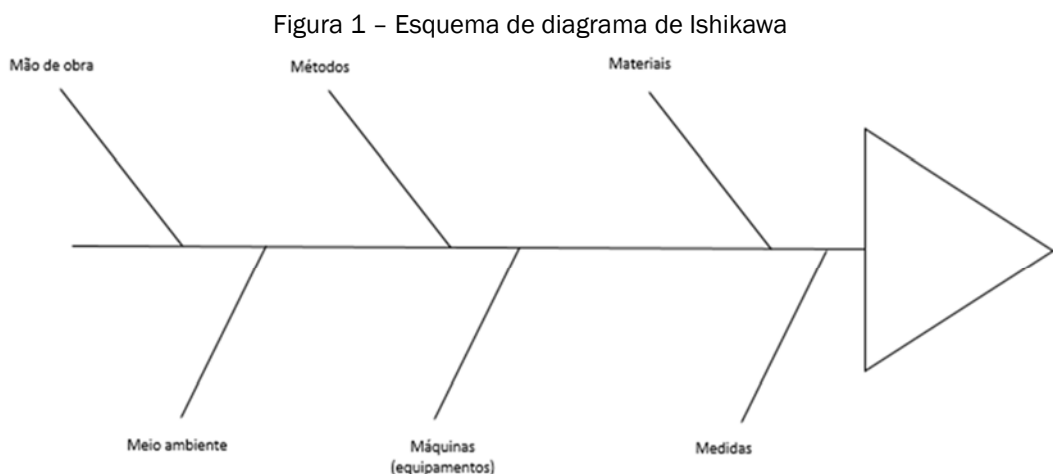 Figura 1 – Esquema de diagrama de Ishikawa
Mão de obra
Métodos
Materiais
Meio ambiente
Máquinas
(equipamentos)
Medidas